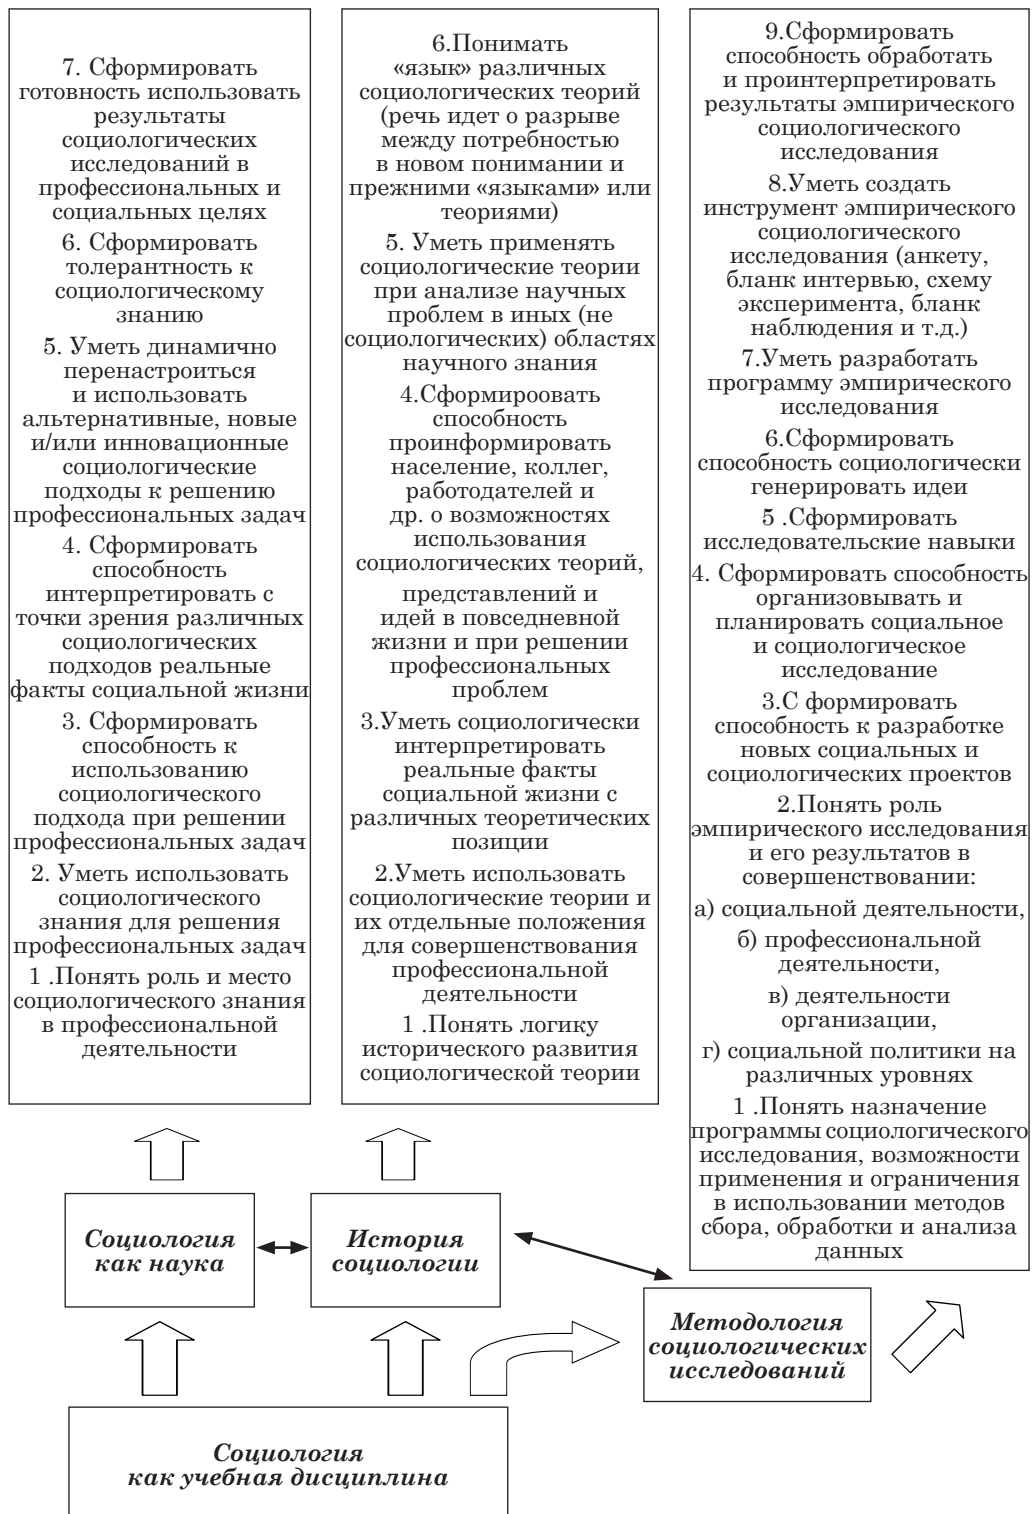 7. Сформировать
готовность использовать
результаты
социологических
исследований в
профессиональных и
социальных целях
6. Сформировать
толерантность к
социологическому
знанию
5. Уметь динамично
перенастроиться
и использовать
альтернативные, новые
и/или инновационные
социологические
подходы к решению
профессиональных задач
4. Сформировать
способность
интерпретировать с
точки зрения различных
социологических
подходов реальные
факты социальной жизни
3. Сформировать
способность к
использованию
социологического
подхода при решении
профессиональных задач
2. Уметь использовать
социологического
знания для решения
профессиональных задач
1 .Понять роль и место
социологического знания
в профессиональной
деятельности
6.Понимать
«язык» различных
социологических теорий
(речь идет о разрыве
между потребностью
в новом понимании и
прежними «языками» или
теориями)
5. Уметь применять
социологические теории
при анализе научных
проблем в иных (не
социологических) областях
научного знания
4.Сформироовать
способность
проинформировать
население, коллег,
работодателей и
др. о возможностях
использования
социологических теорий,
представлений и
идей в повседневной
жизни и при решении
профессиональных
проблем
3.Уметь социологически
интерпретировать
реальные факты
социальной жизни с
различных теоретических
позиции
2.Уметь использовать
социологические теории и
их отдельные положения
для совершенствования
профессиональной
деятельности
1 .Понять логику
исторического развития
социологической теории
9.Сформировать
способность обработать
и проинтерпретировать
результаты эмпирического
социологического
исследования
8.Уметь создать
инструмент эмпирического
социологического
исследования (анкету,
бланк интервью, схему
эксперимента, бланк
наблюдения и т.д.)
7.Уметь разработать
программу эмпирического
исследования
6.Сформировать
способность социологически
генерировать идеи
5 .Сформировать
исследовательские навыки
4. Сформировать способность
организовывать и
планировать социальное
и социологическое
исследование
3.С формировать
способность к разработке
новых социальных и
социологических проектов
2.Понять роль
эмпирического исследования
и его результатов в
совершенствовании:
а) социальной деятельности,
б) профессиональной
деятельности,
в) деятельности
организации,
г) социальной политики на
различных уровнях
1 .Понять назначение
программы социологического
исследования, возможности
применения и ограничения
в использовании методов
сбора, обработки и анализа
данных
Социология
как наука
История
социологии
Методология
социологических
исследований
Социология
как учебная дисциплина